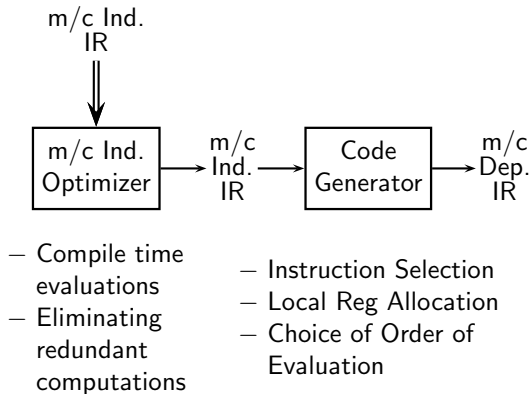 m/c Ind.
IR
m/c Ind.
Optimizer
m/c
Ind.
IR
Code
Generator
m/c
Dep.
IR
– Compile time
evaluations
– Eliminating
redundant
computations
– Instruction Selection
– Local Reg Allocation
– Choice of Order of
Evaluation